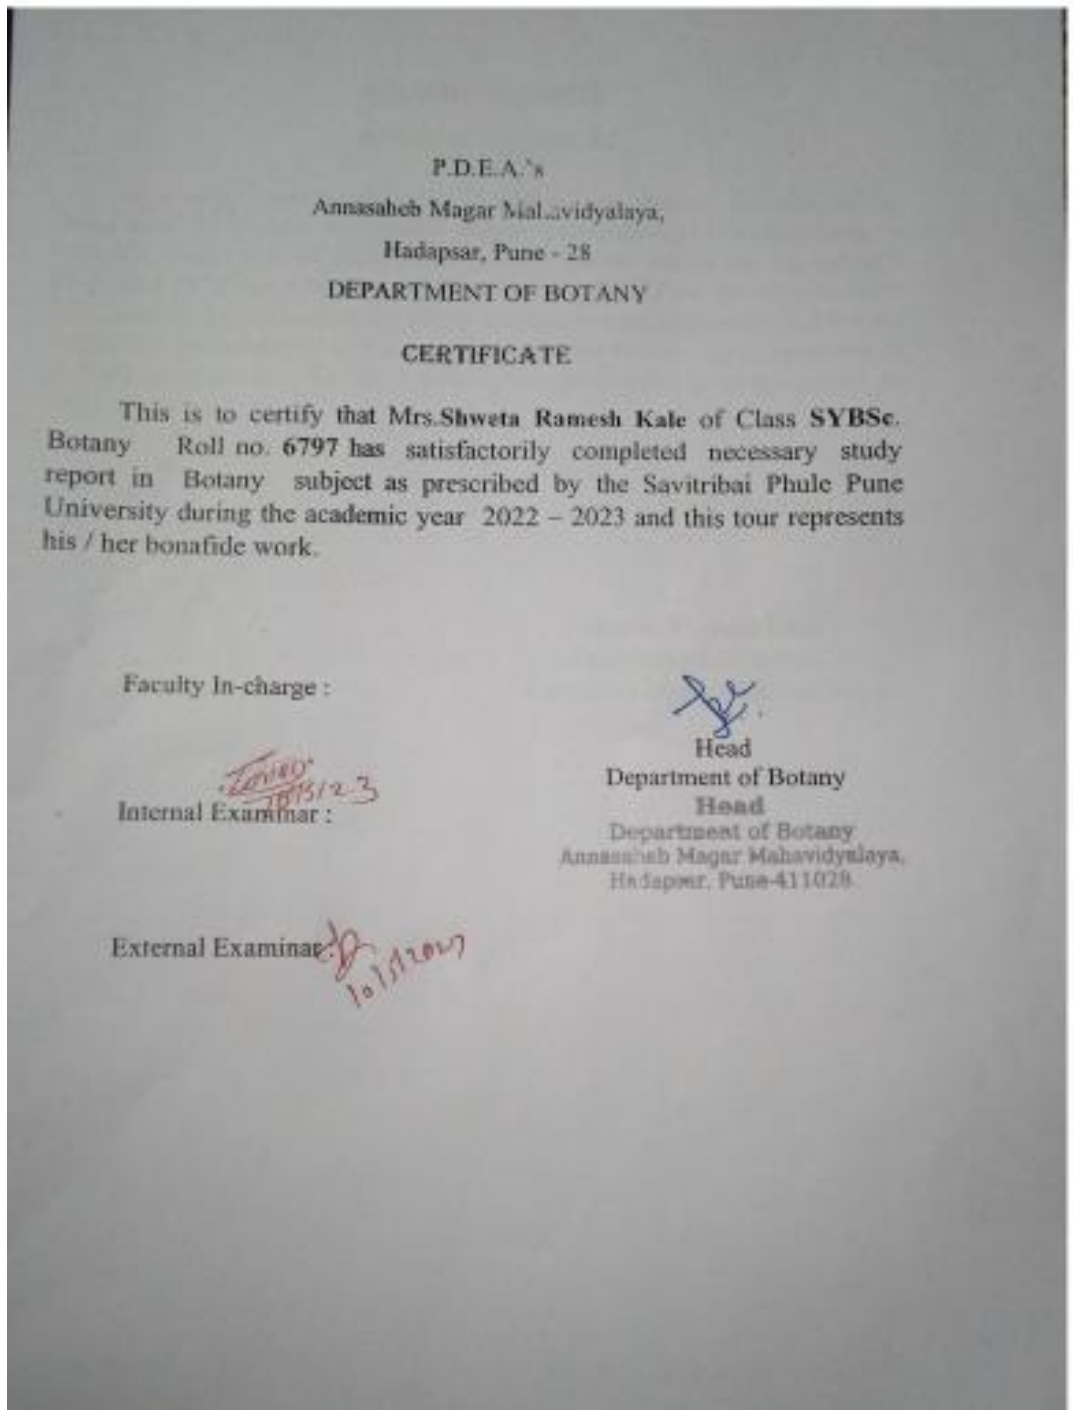 P.D.E.A.`s
Annasaheb Magar Mahavidyalaya,
Hadapsar, Pune - 28
DEPARTMENT OF BOTANY
CERTIFICATE
This is to certify that Mrs.Shweta Ramesh Kale of Class SYBSc.
Botany Roll no. 6797 has satisfactorily completed necessary study
report in Botany subject as prescribed by the Savitribai Phule Pune
University during the academic year 2022 – 2023 and this tour represents
his / her bonafide work.
Faculty In-charge :
Head
Department of Botany
Head
Department of Botany
Annasaheb Magar Mahavidyalaya,
Hadapsar, Pune-411028.
Internal Examinar :
External Examinar :